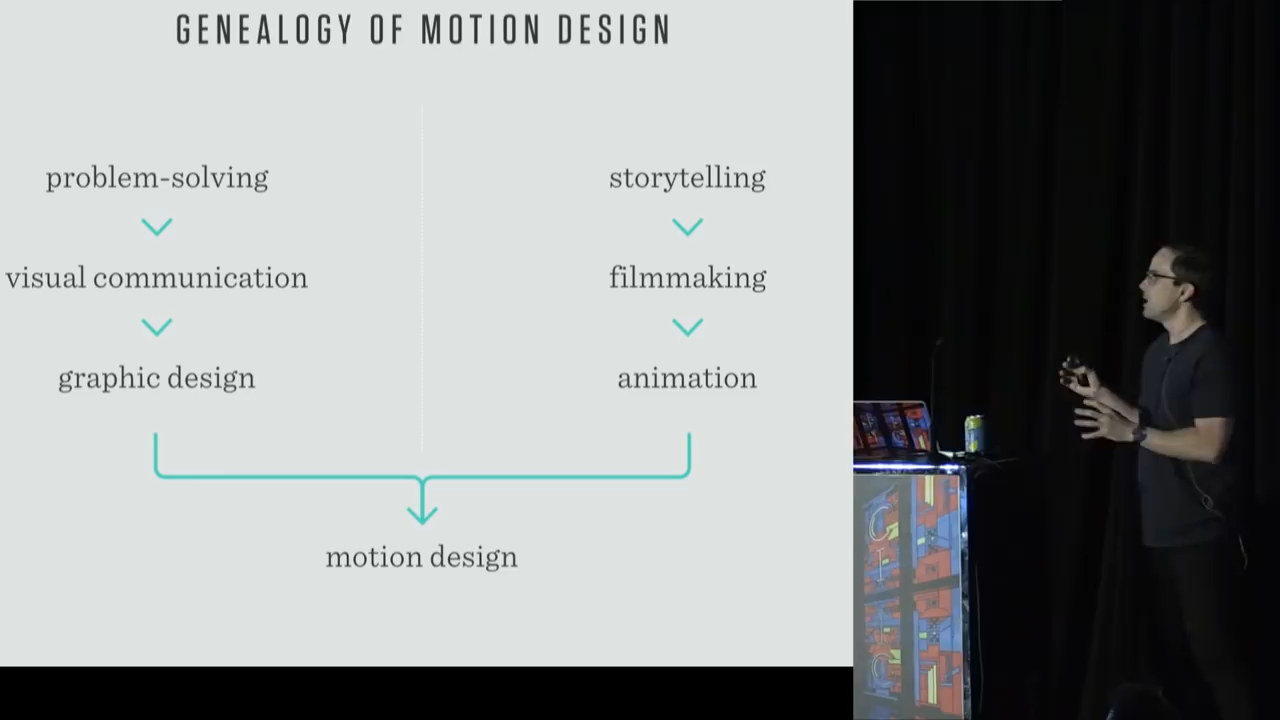 GENEALOGY OF MOTION DESIGN
problem-solving
visual communication
graphic design
storytelling
filmmaking
animation
motion design